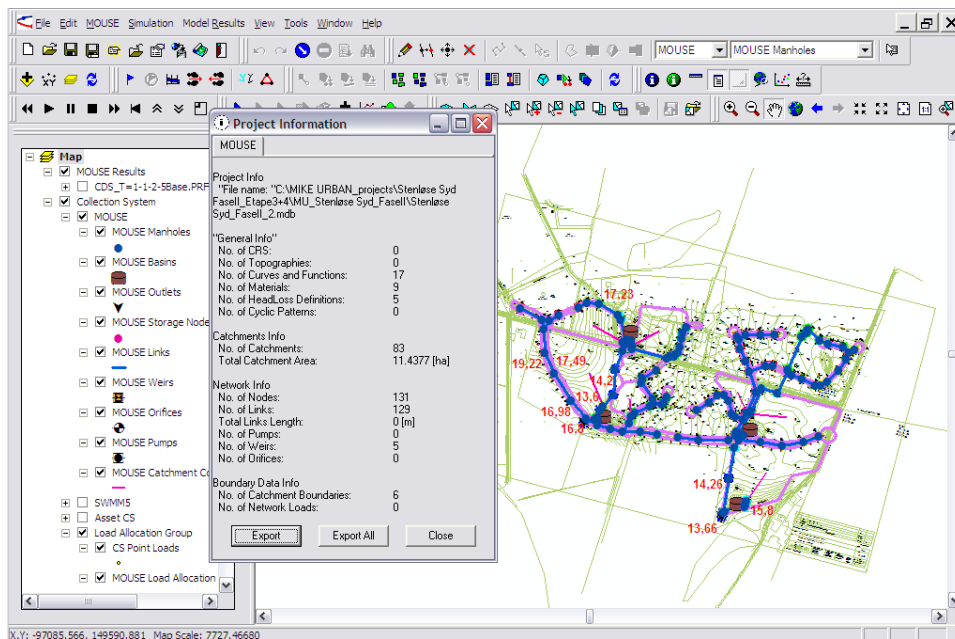 File Edit MOUSE Simulation Model Results View Tools Window Help
MOUSE MOUSE Manholes
Map
MOUSE Results
CDS_T=1-1-2-5Base.PRF
Collection System
MOUSE
MOUSE Manholes
MOUSE Basins
MOUSE Outlets
MOUSE Storage Node
MOUSE Links
MOUSE Weirs
MOUSE Orifices
MOUSE Pumps
MOUSE Catchment Co
SWMM5
Asset CS
Load Allocation Group
CS Point Loads
MOUSE Load Allocation
Project Information
MOUSE
Project Info
"File name: "C:\MIKE URBAN_projects\Stenløse Syd
FaseII_Etape3+4\MU_Stenløse Syd_FaseII\Stenløse
Syd_FaseII_2.mdb
"General Info"
No. of CRS: 0
No. of Topographies: 0
No. of Curves and Functions: 17
No. of Materials: 9
No. of HeadLoss Definitions: 5
No. of Cyclic Patterns: 0
Catchments Info
No. of Catchments: 83
Total Catchment Area: 11.4377 [ha]
Network Info
No. of Nodes: 131
No. of Links: 129
Total Links Length: 0 [m]
No. of Pumps: 0
No. of Weirs: 5
No. of Orifices: 0
Boundary Data Info
No. of Catchment Boundaries: 6
No. of Network Loads: 0
Export Export All Close
17,23
19,22
17,49
14,2
13,6
16,98
16,8
14,26
15,8
13,66
X,Y: -97085.566, 149590.881 Map Scale: 7727.46680